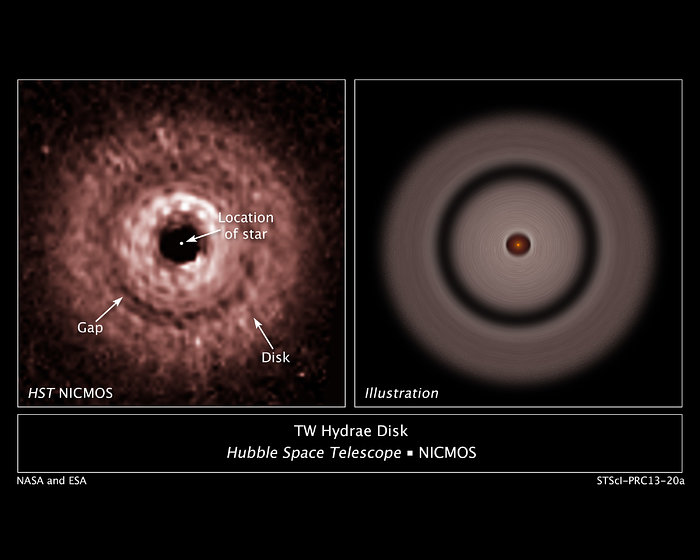 Location
of star
Gap
Disk
HST NICMOS
Illustration
TW Hydrae Disk
Hubble Space Telescope ▪ NICMOS
NASA and ESA
STScI-PRC13-20a